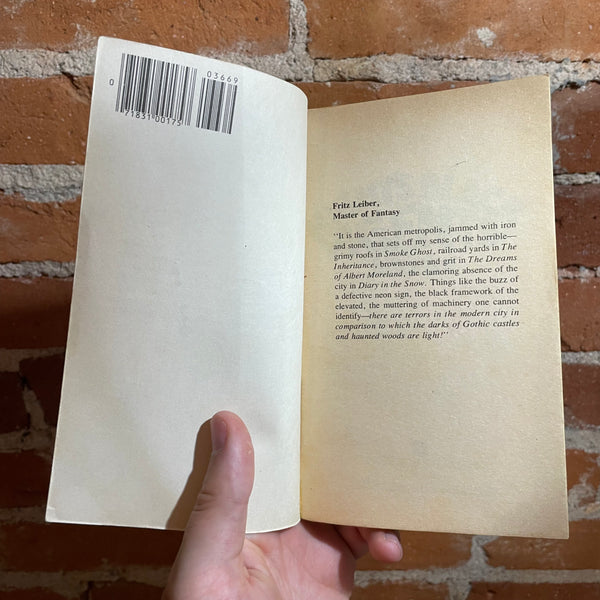 03669
0
71831 00175
Fritz Leiber,
Master of Fantasy
"It is the American metropolis, jammed with iron
and stone, that sets off my sense of the horrible—
grimy roofs in Smoke Ghost, railroad yards in The
Inheritance, brownstones and grit in The Dreams
of Albert Moreland, the clamoring absence of the
city in Diary in the Snow. Things like the buzz of
a defective neon sign, the black framework of the
elevated, the muttering of machinery one cannot
identify—there are terrors in the modern city in
comparison to which the darks of Gothic castles
and haunted woods are light!"